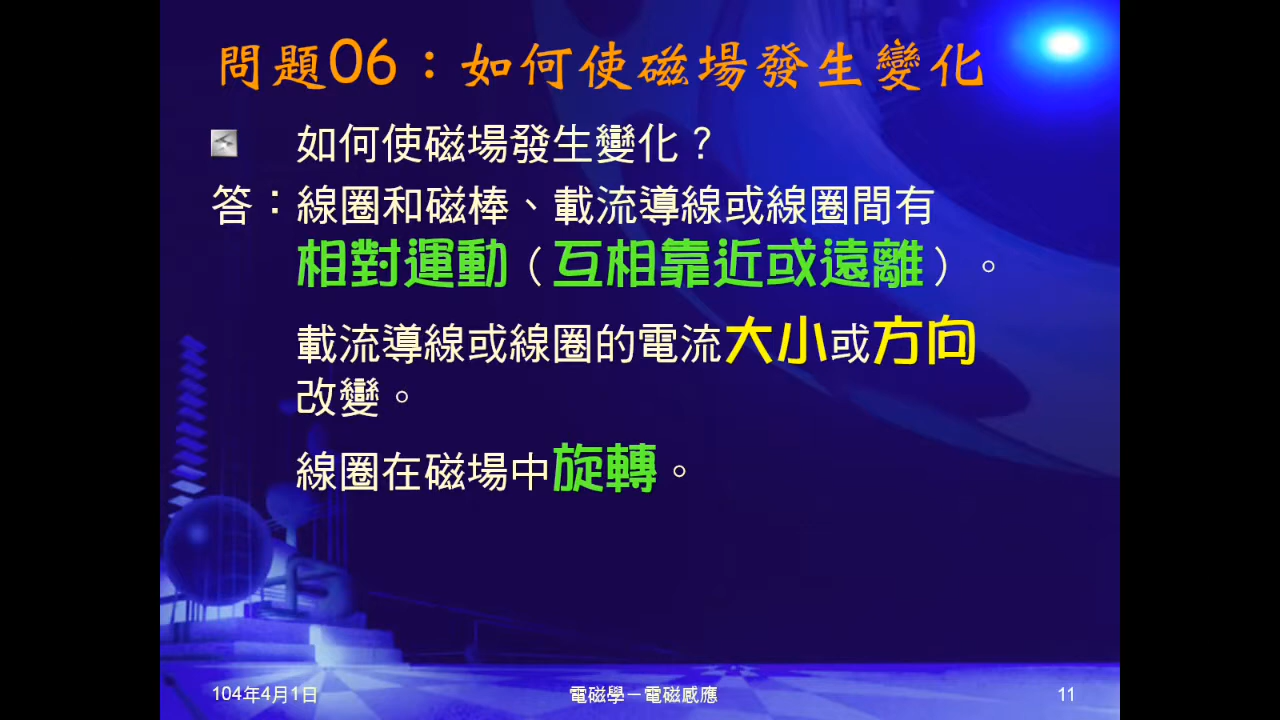 問題06：如何使磁場發生變化
如何使磁場發生變化？
答：線圈和磁棒、載流導線或線圈間有
相對運動（互相靠近或遠離）。
載流導線或線圈的電流大小或方向
改變。
線圈在磁場中旋轉。
104年4月1日
電磁學－電磁感應
11